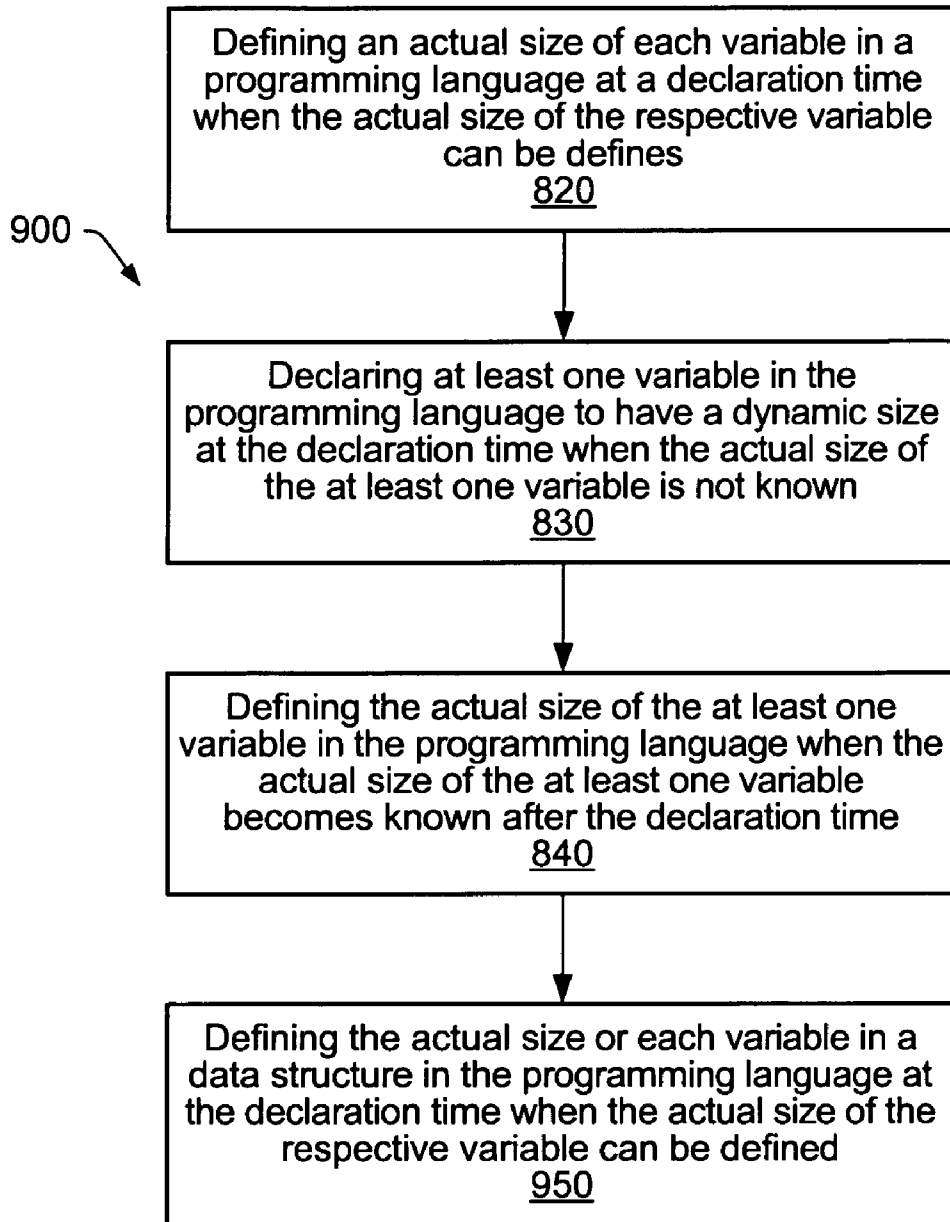 Defining an actual size of each variable in a
programming language at a declaration time
when the actual size of the respective variable
can be defines
820
900
Declaring at least one variable in the
programming language to have a dynamic size
at the declaration time when the actual size of
the at least one variable is not known
830
Defining the actual size of the at least one
variable in the programming language when the
actual size of the at least one variable
becomes known after the declaration time
840
Defining the actual size or each variable in a
data structure in the programming language at
the declaration time when the actual size of the
respective variable can be defined
950